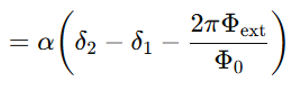 = α(δ₂ − δ₁ − 2πΦ_ext/Φ₀)